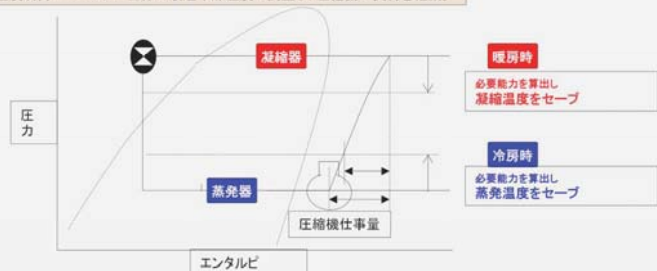 凝縮器
暖房時
必要能力を算出し
凝縮温度をセーブ
圧
力
冷房時
必要能力を算出し
蒸発温度をセーブ
蒸発器
圧縮機仕事量
エンタルピ